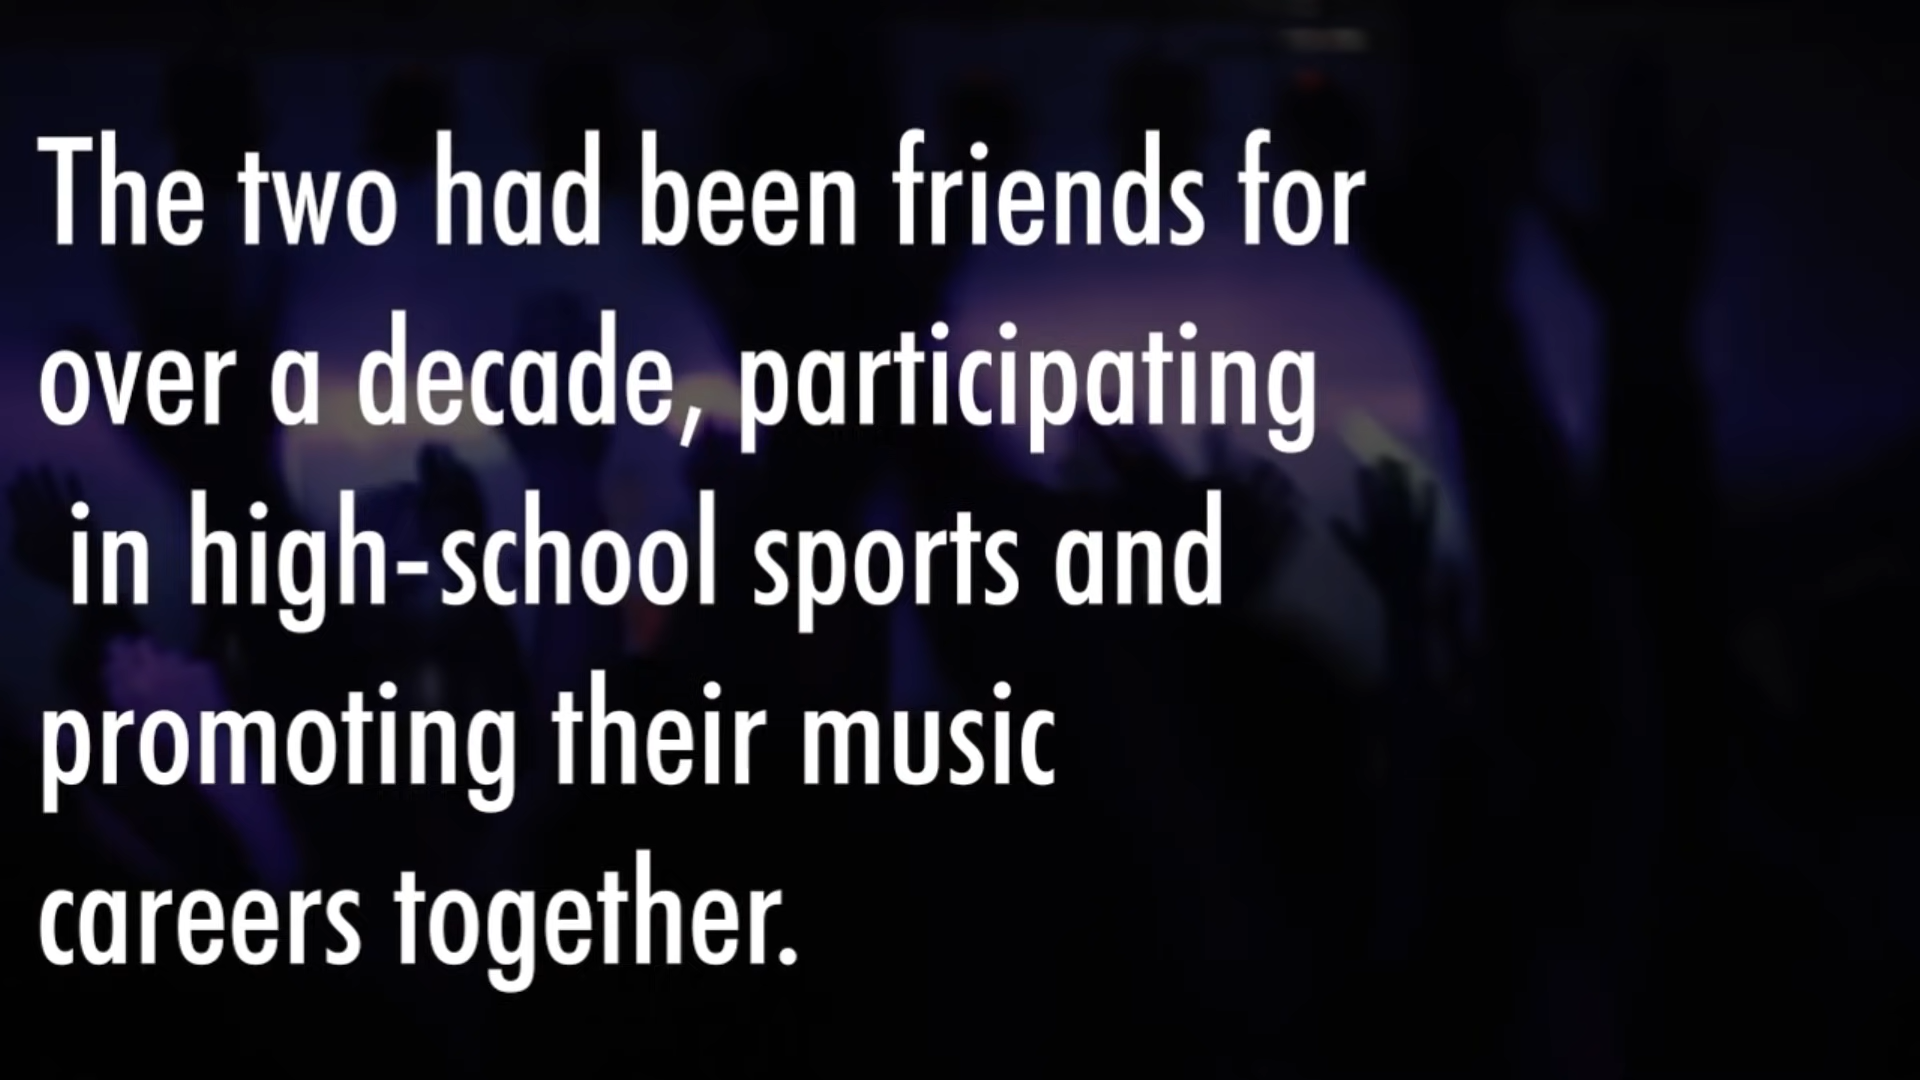 The two had been friends for
over a decade, participating
in high-school sports and
promoting their music
careers together.